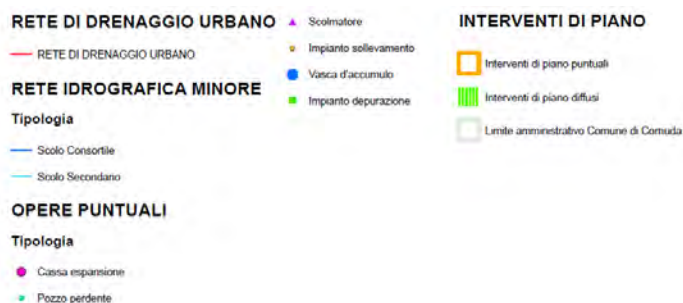 RETE DI DRENAGGIO URBANO
RETE DI DRENAGGIO URBANO
RETE IDROGRAFICA MINORE
Tipologia
Scolo Consortile
Scolo Secondario
OPERE PUNTUALI
Tipologia
Cassa espansione
Pozzo perdente
Scolmatore
Impianto sollevamento
Vasca d'accumulo
Impianto depurazione
INTERVENTI DI PIANO
Interventi di piano puntuali
Interventi di piano diffusi
Limite amministrativo Comune di Cornuda